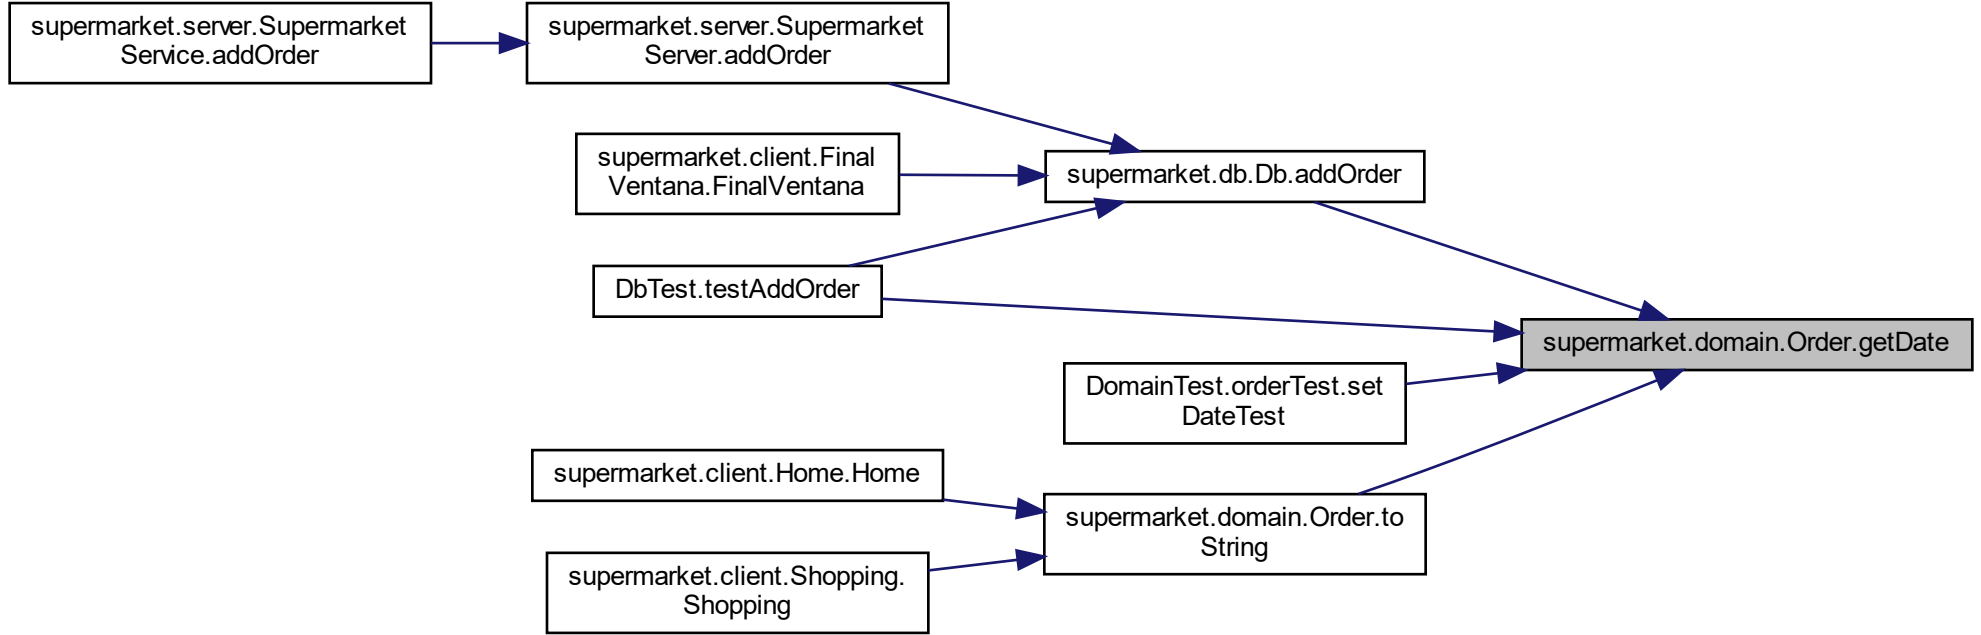 supermarket.server.Supermarket
Service.addOrder
supermarket.server.Supermarket
Server.addOrder
supermarket.client.Final
Ventana.FinalVentana
supermarket.db.Db.addOrder
DbTest.testAddOrder
supermarket.domain.Order.getDate
DomainTest.orderTest.set
DateTest
supermarket.client.Home.Home
supermarket.domain.Order.to
String
supermarket.client.Shopping.
Shopping